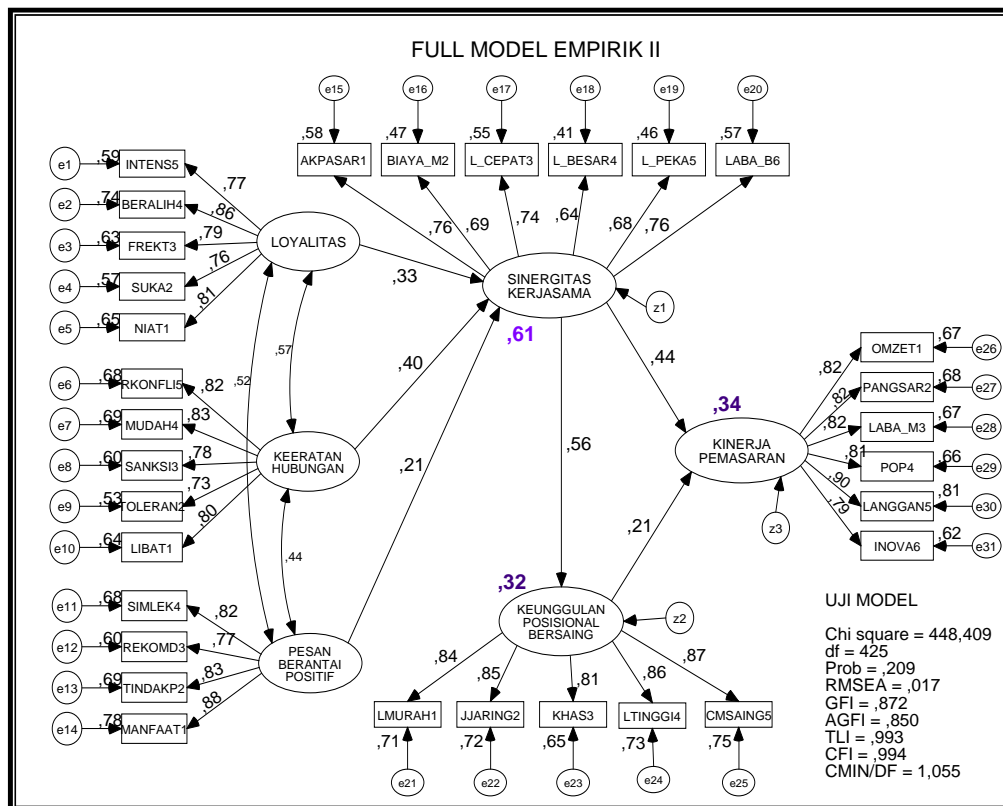 FULL MODEL EMPIRIK II
e15
e16
e17
e18
e19
e20
,58
,47
,55
,41
,46
,57
AKPASAR1
BIAYA_M2
L_CEPAT3
L_BESAR4
L_PEKA5
LABA_B6
,76
,69
,74
,64
,68
,76
e1
,59
INTENS5
,77
e2
,74
BERALIH4
,86
e3
,63
FREKT3
,79
e4
,57
SUKA2
,76
e5
,65
NIAT1
,81
LOYALITAS
,33
SINERGITAS
KERJASAMA
z1
,61
,57
,52
,40
,44
e6
,68
RKONFLI5
,82
e7
,69
MUDAH4
,83
e8
,60
SANKSI3
,78
e9
,53
TOLERAN2
,73
e10
,64
LIBAT1
,80
KEERATAN
HUBUNGAN
,21
,56
,44
,34
KINERJA
PEMASARAN
z3
,21
OMZET1
,67
e26
,82
PANGSAR2
,68
e27
,82
LABA_M3
,67
e28
,82
POP4
,66
e29
,81
LANGGAN5
,81
e30
,90
INOVA6
,62
e31
,79
e11
,68
SIMLEK4
,82
e12
,60
REKOMD3
,77
e13
,69
TINDAKP2
,83
e14
,78
MANFAAT1
,88
PESAN
BERANTAI
POSITIF
,32
KEUNGGULAN
POSISIONAL
BERSAING
z2
,84
,85
,81
,86
,87
LMURAH1
JJARING2
KHAS3
LTINGGI4
CMSAING5
,71
,72
,65
,73
,75
e21
e22
e23
e24
e25
UJI MODEL
Chi square = 448,409
df = 425
Prob = ,209
RMSEA = ,017
GFI = ,872
AGFI = ,850
TLI = ,993
CFI = ,994
CMIN/DF = 1,055